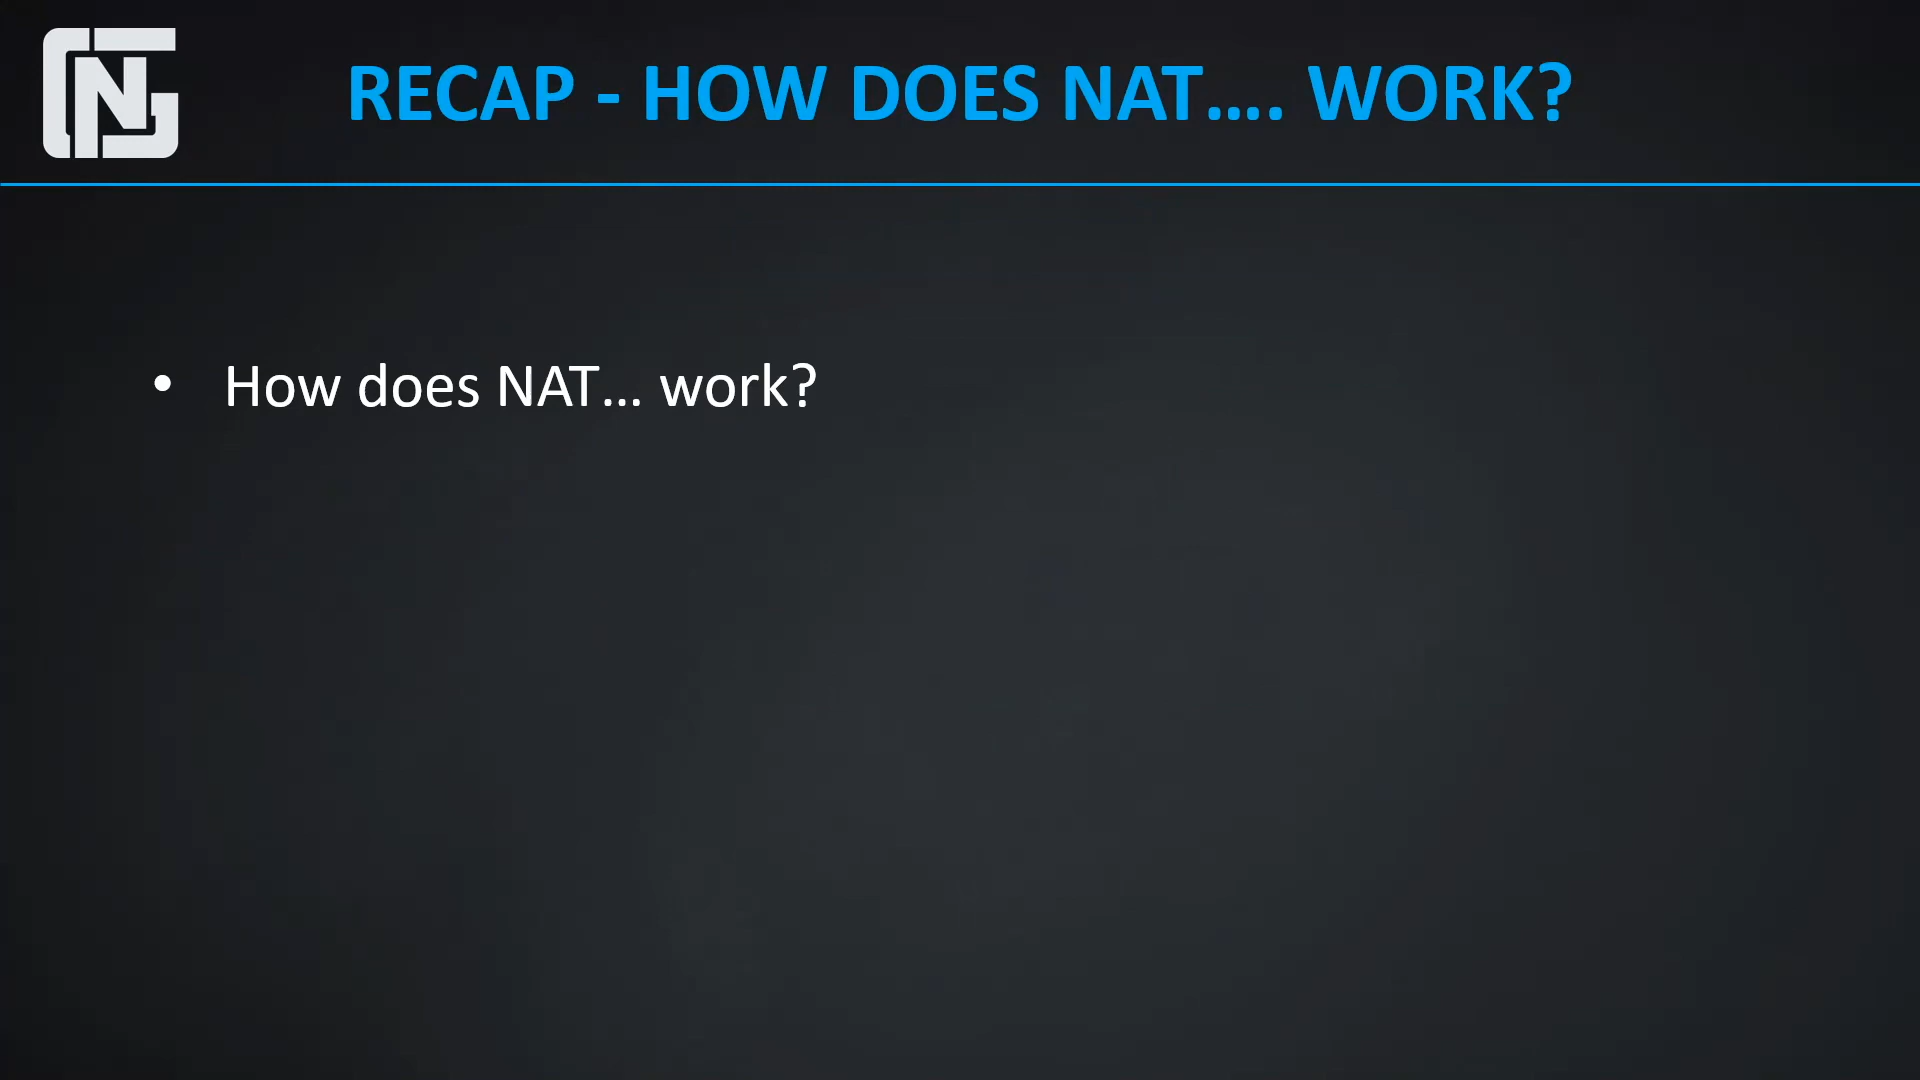 RECAP - HOW DOES NAT.... WORK?
• How does NAT... work?